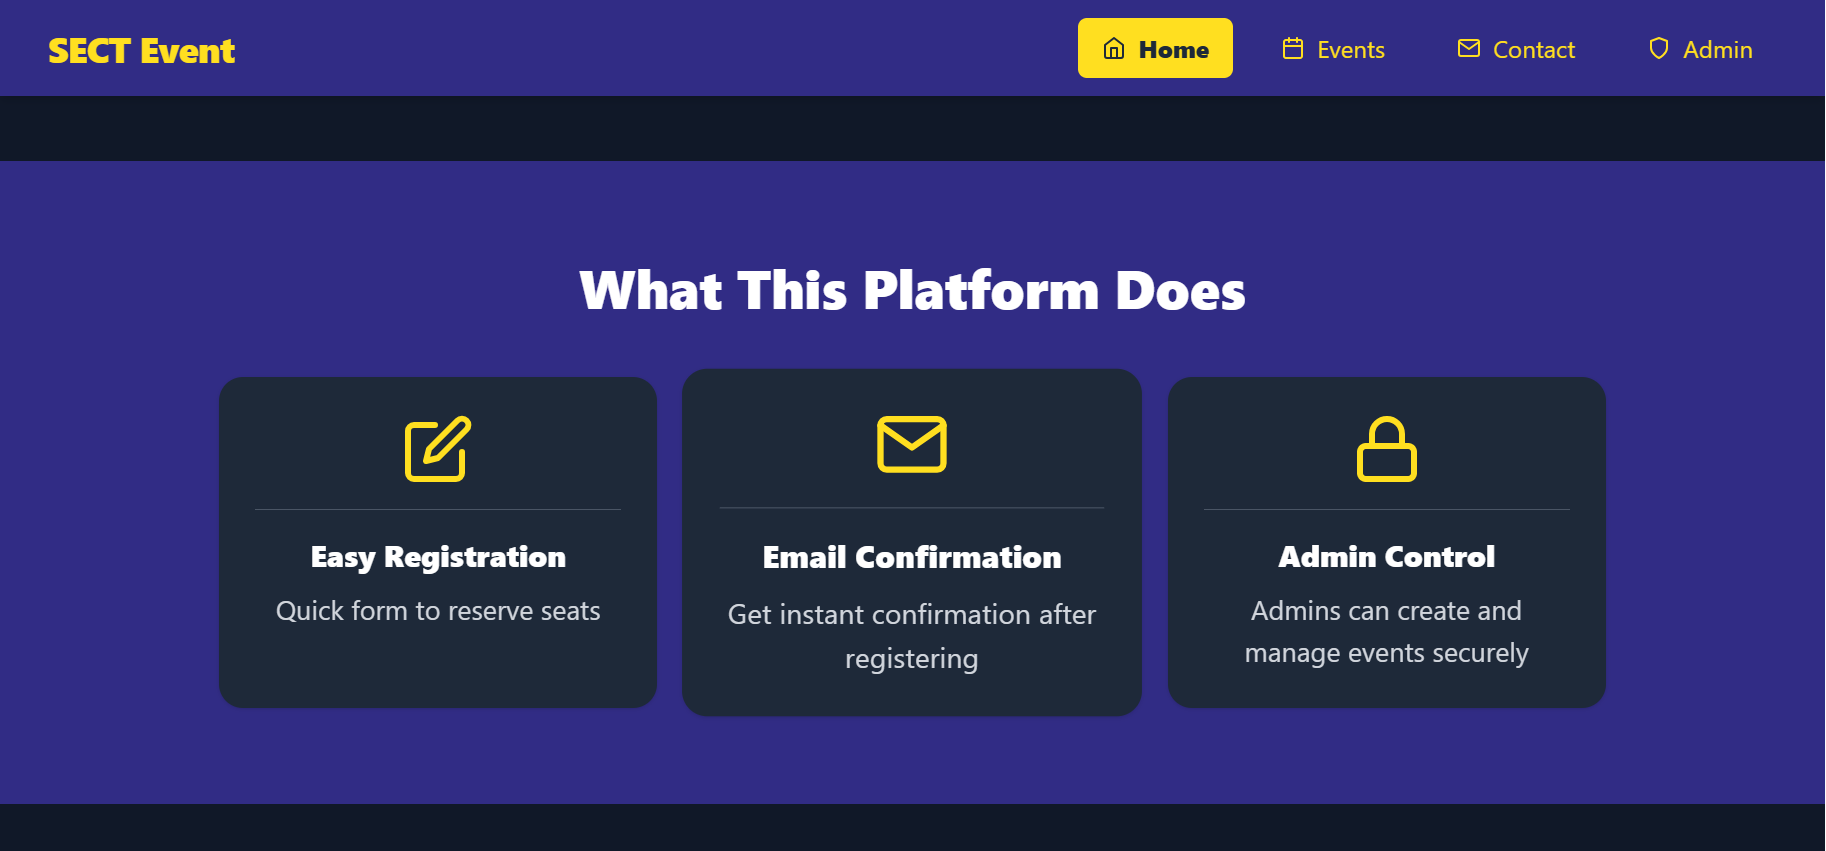 SECT Event
Home
Events
Contact
Admin
What This Platform Does
Easy Registration
Quick form to reserve seats
Email Confirmation
Get instant confirmation after
registering
Admin Control
Admins can create and
manage events securely